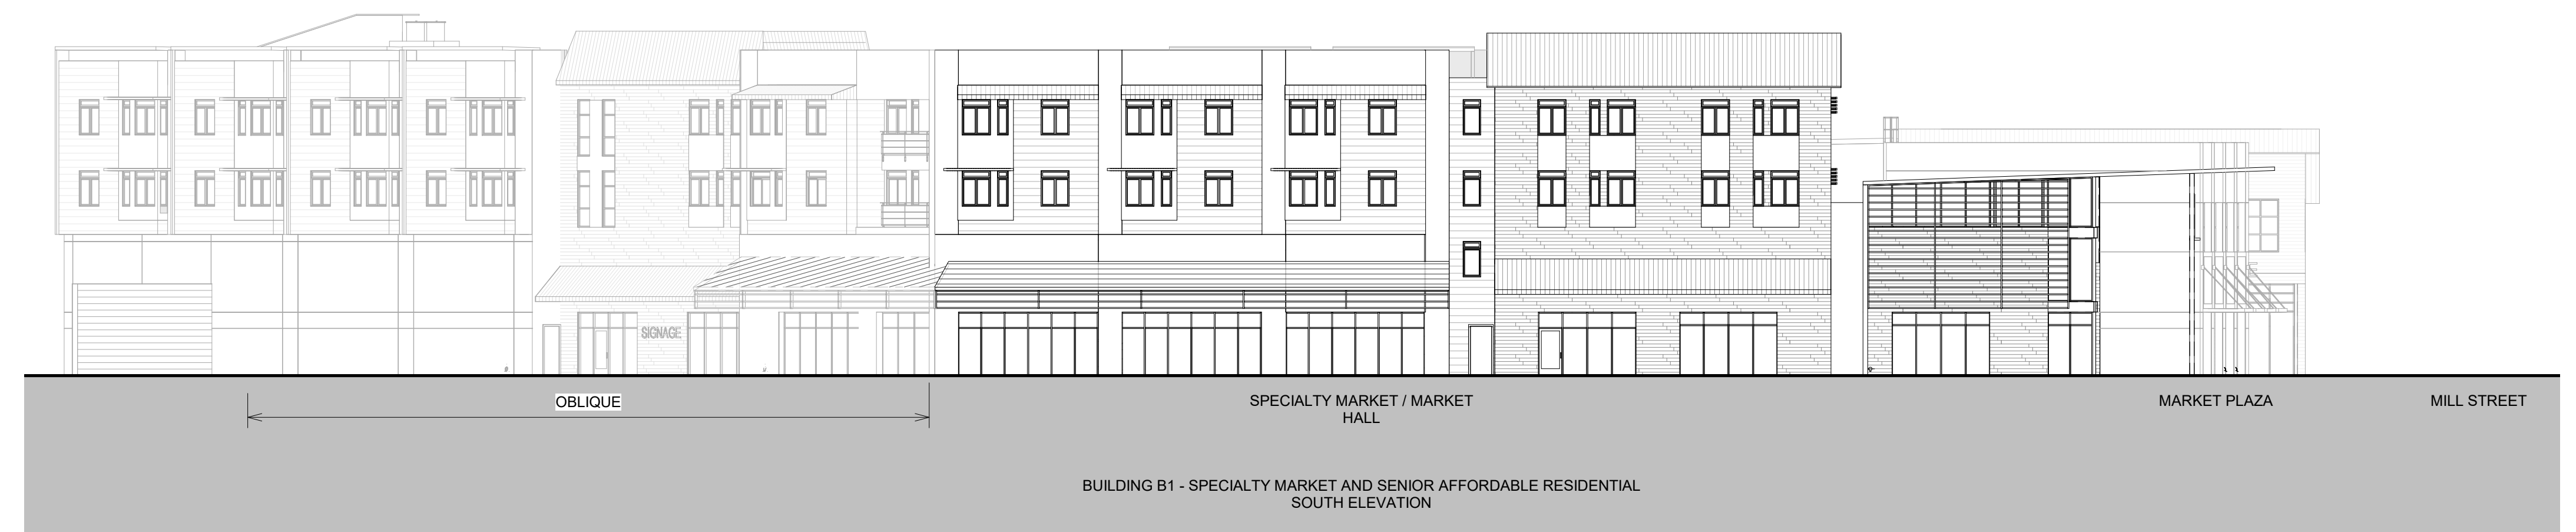 SIGNAGE
OBLIQUE
SPECIALTY MARKET / MARKET
HALL
MARKET PLAZA
MILL STREET
BUILDING B1 - SPECIALTY MARKET AND SENIOR AFFORDABLE RESIDENTIAL
SOUTH ELEVATION